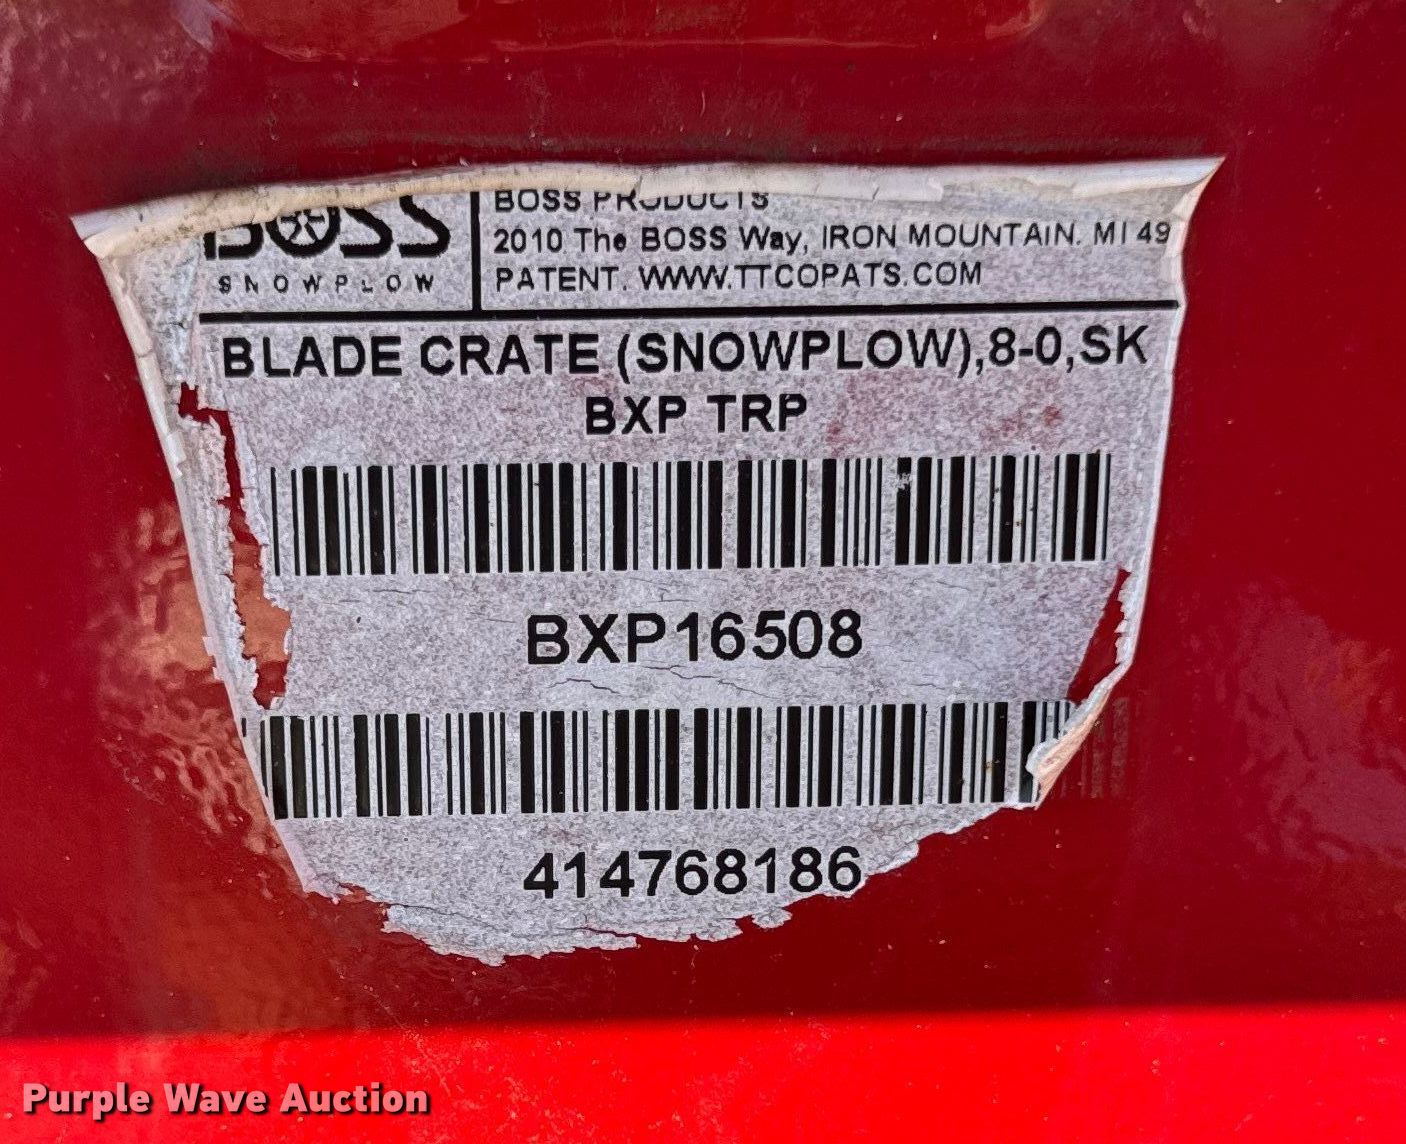 BOSS
SNOWPLOW
BOSS PRODUCTS
2010 The BOSS Way, IRON MOUNTAIN. MI 49
PATENT. WWW.TTCOPATS.COM
BLADE CRATE (SNOWPLOW),8-0,SK
BXP TRP
BXP16508
414768186
Purple Wave Auction